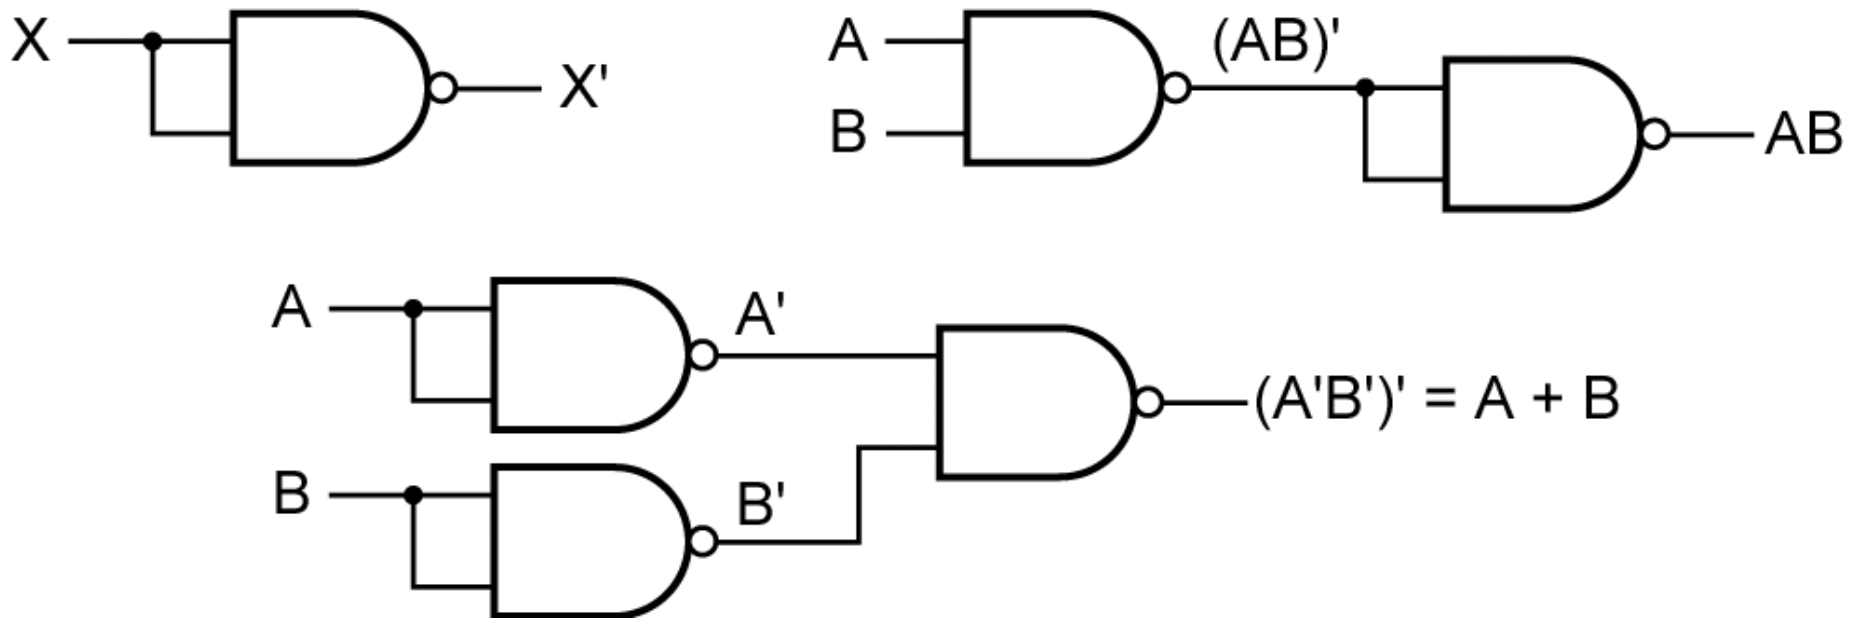 X
X'
A
B
(AB)'
AB
A
A'
B
B'
(A'B')' = A + B